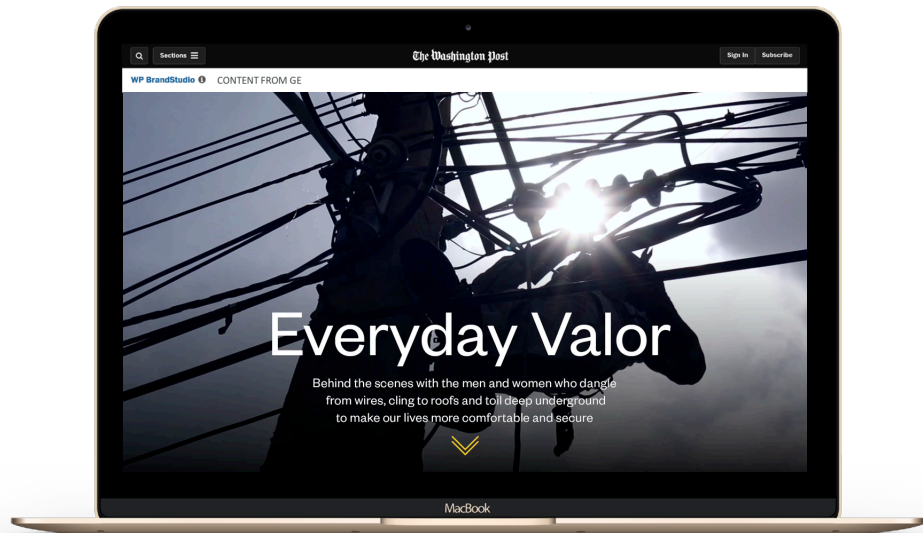 Sections
The Washington Post
Sign In
Subscribe
WP BrandStudio
CONTENT FROM GE
Everyday Valor
Behind the scenes with the men and women who dangle
from wires, cling to roofs and toil deep underground
to make our lives more comfortable and secure
MacBook